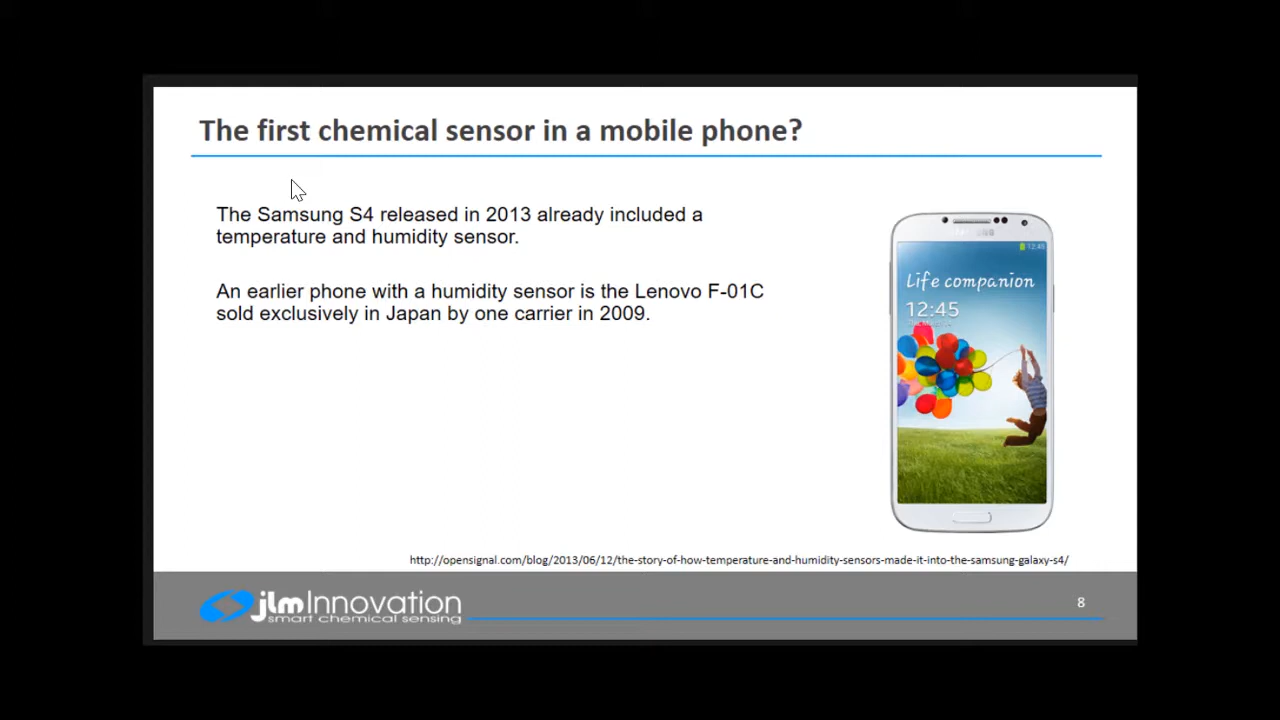 The first chemical sensor in a mobile phone?
The Samsung S4 released in 2013 already included a
temperature and humidity sensor.
An earlier phone with a humidity sensor is the Lenovo F-01C
sold exclusively in Japan by one carrier in 2009.
SAMSUNG
12:45
Life companion
12:45
http://opensignal.com/blog/2013/06/12/the-story-of-how-temperature-and-humidity-sensors-made-it-into-the-samsung-galaxy-s4/
jlmInnovation
smart chemical sensing
8